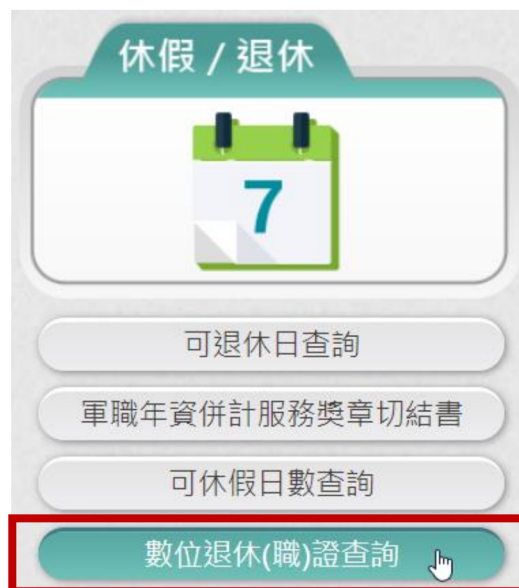 休假 / 退休
7
可退休日查詢
軍職年資併計服務獎章切結書
可休假日數查詢
數位退休(職)證查詢